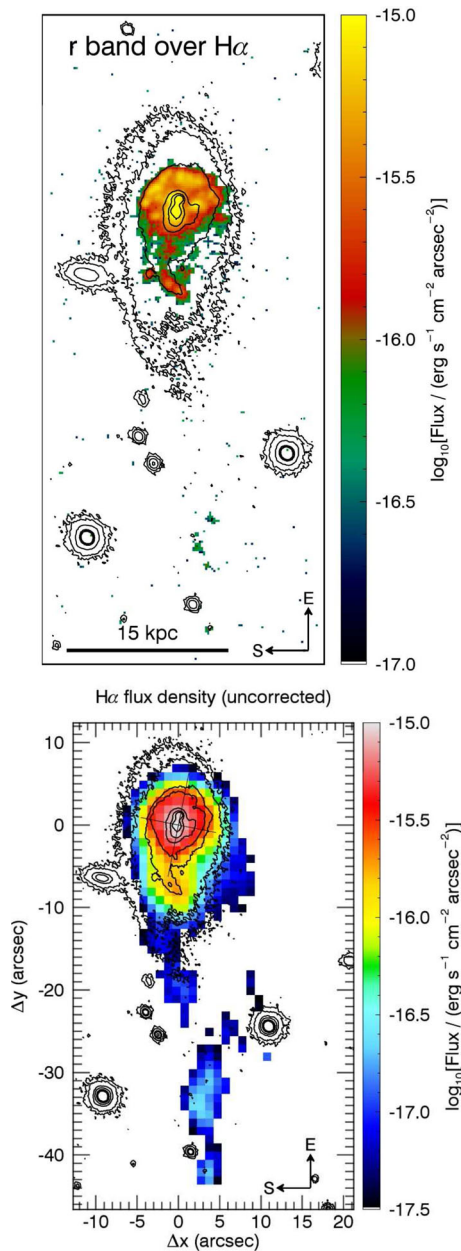 r band over Hα
-15.0
-15.5
-16.0
-16.5
-17.0
log₁₀[Flux / (erg s⁻¹ cm⁻² arcsec⁻²)]
15 kpc
E
S
Hα flux density (uncorrected)
10
0
-10
-20
-30
-40
Δy (arcsec)
-10
-5
0
5
10
15
20
Δx (arcsec)
E
S
-15.0
-15.5
-16.0
-16.5
-17.0
-17.5
log₁₀[Flux / (erg s⁻¹ cm⁻² arcsec⁻²)]